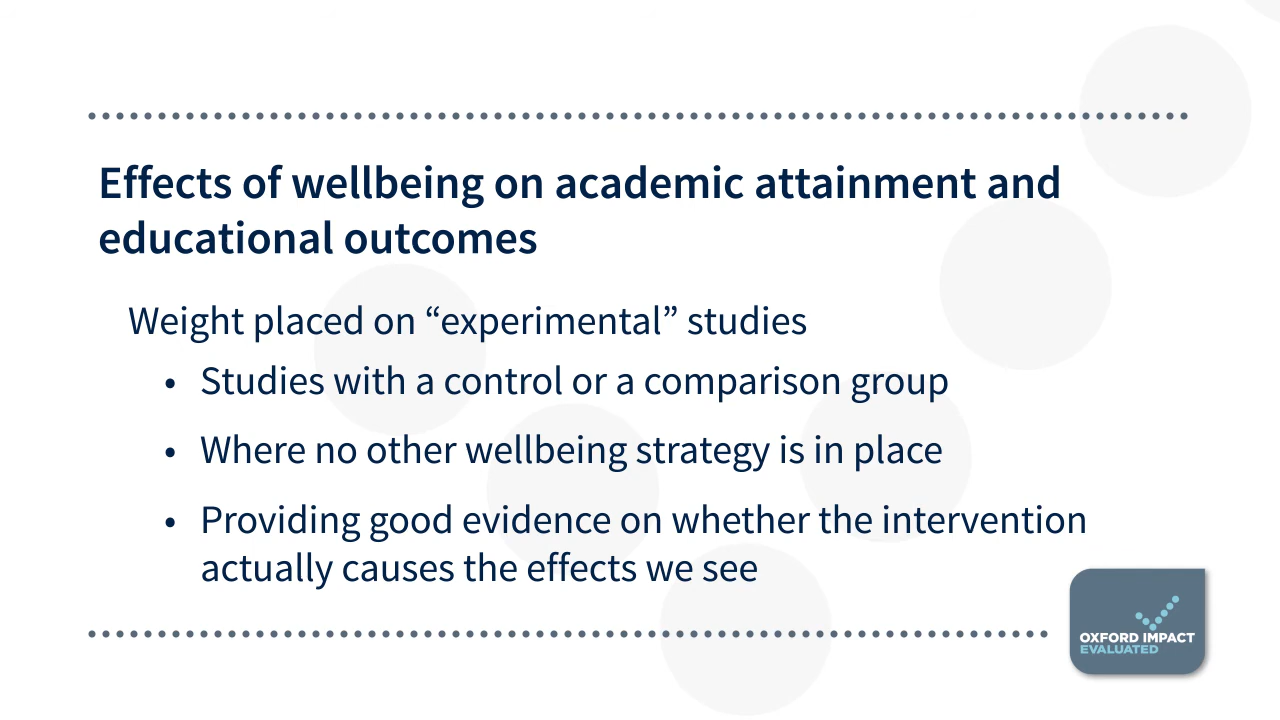 Effects of wellbeing on academic attainment and
educational outcomes
Weight placed on “experimental” studies
• Studies with a control or a comparison group
• Where no other wellbeing strategy is in place
• Providing good evidence on whether the intervention
actually causes the effects we see
OXFORD IMPACT
EVALUATED